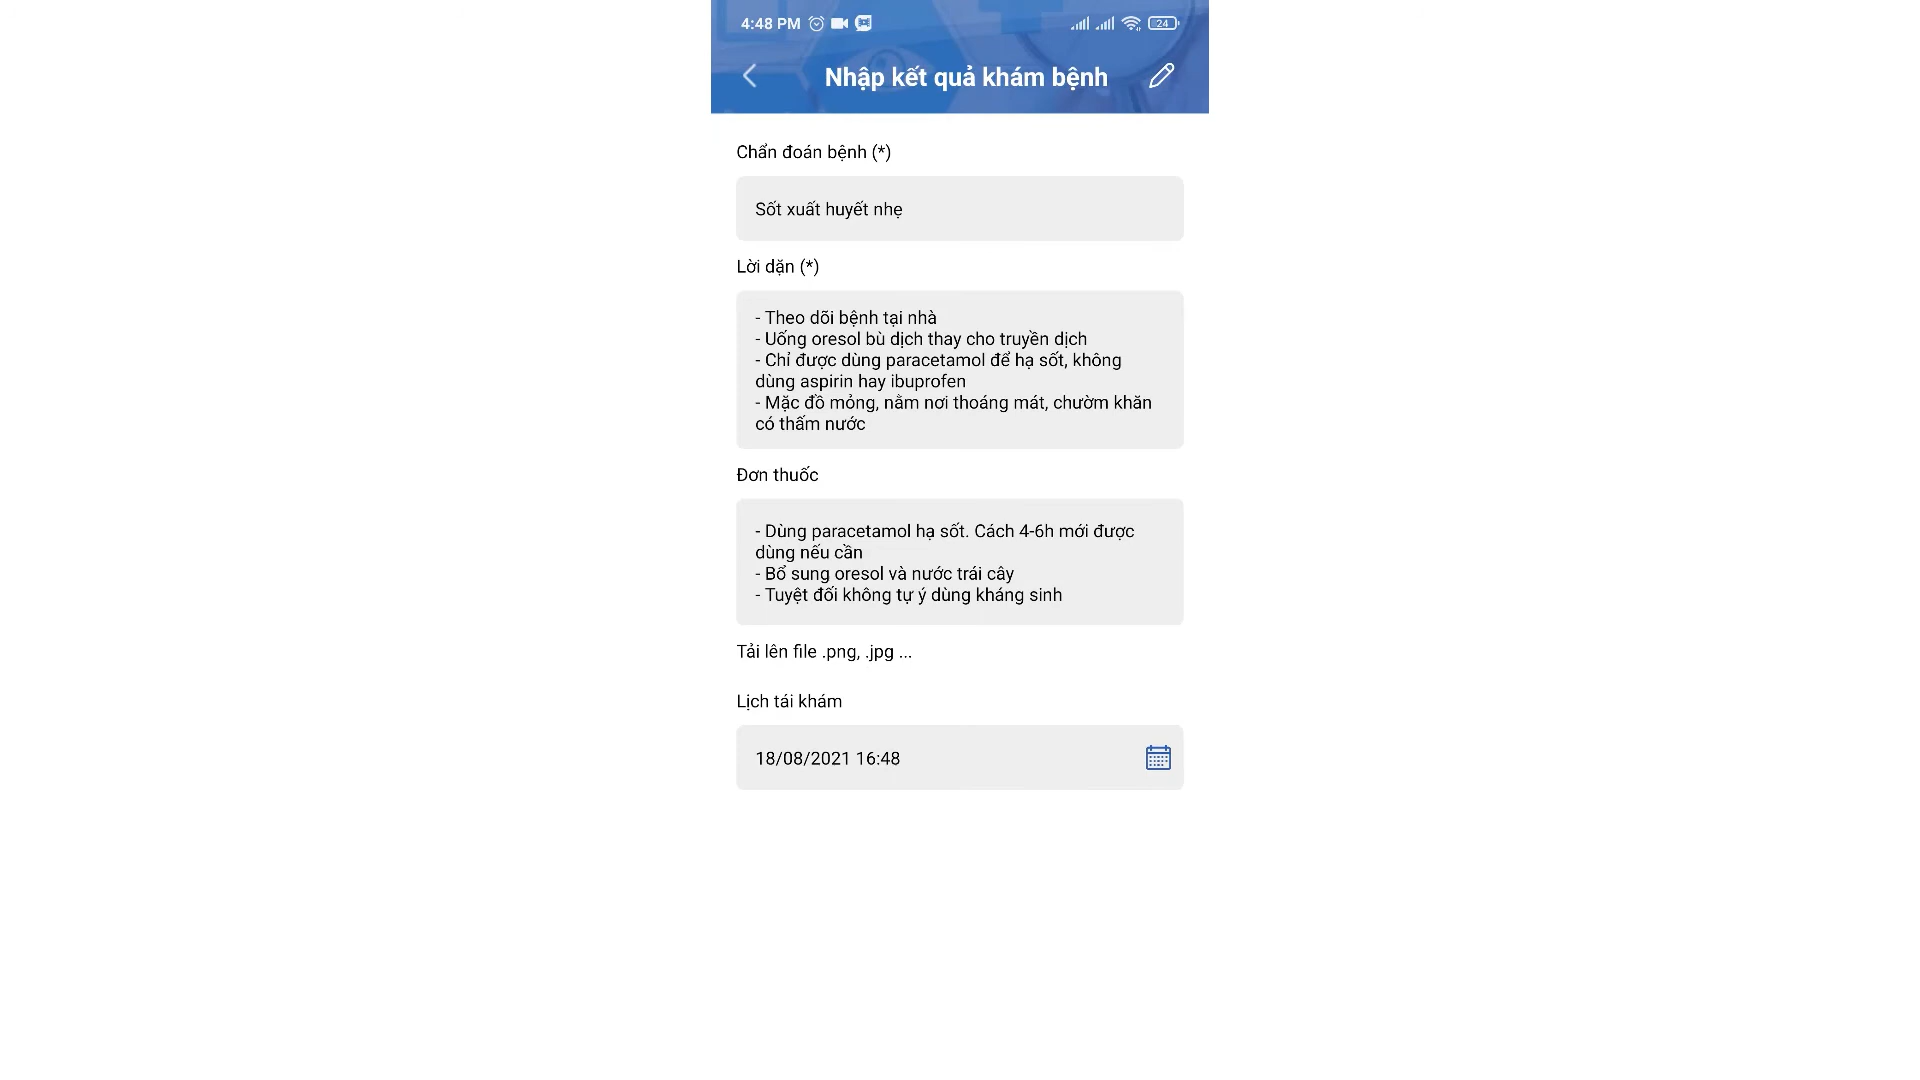 4:48 PM 24
Nhập kết quả khám bệnh
Chẩn đoán bệnh (*)
Sốt xuất huyết nhẹ
Lời dặn (*)
- Theo dõi bệnh tại nhà
- Uống oresol bù dịch thay cho truyền dịch
- Chỉ được dùng paracetamol để hạ sốt, không
dùng aspirin hay ibuprofen
- Mặc đồ mỏng, nằm nơi thoáng mát, chườm khăn
có thấm nước
Đơn thuốc
- Dùng paracetamol hạ sốt. Cách 4-6h mới được
dùng nếu cần
- Bổ sung oresol và nước trái cây
- Tuyệt đối không tự ý dùng kháng sinh
Tải lên file .png, .jpg ...
Lịch tái khám
18/08/2021 16:48